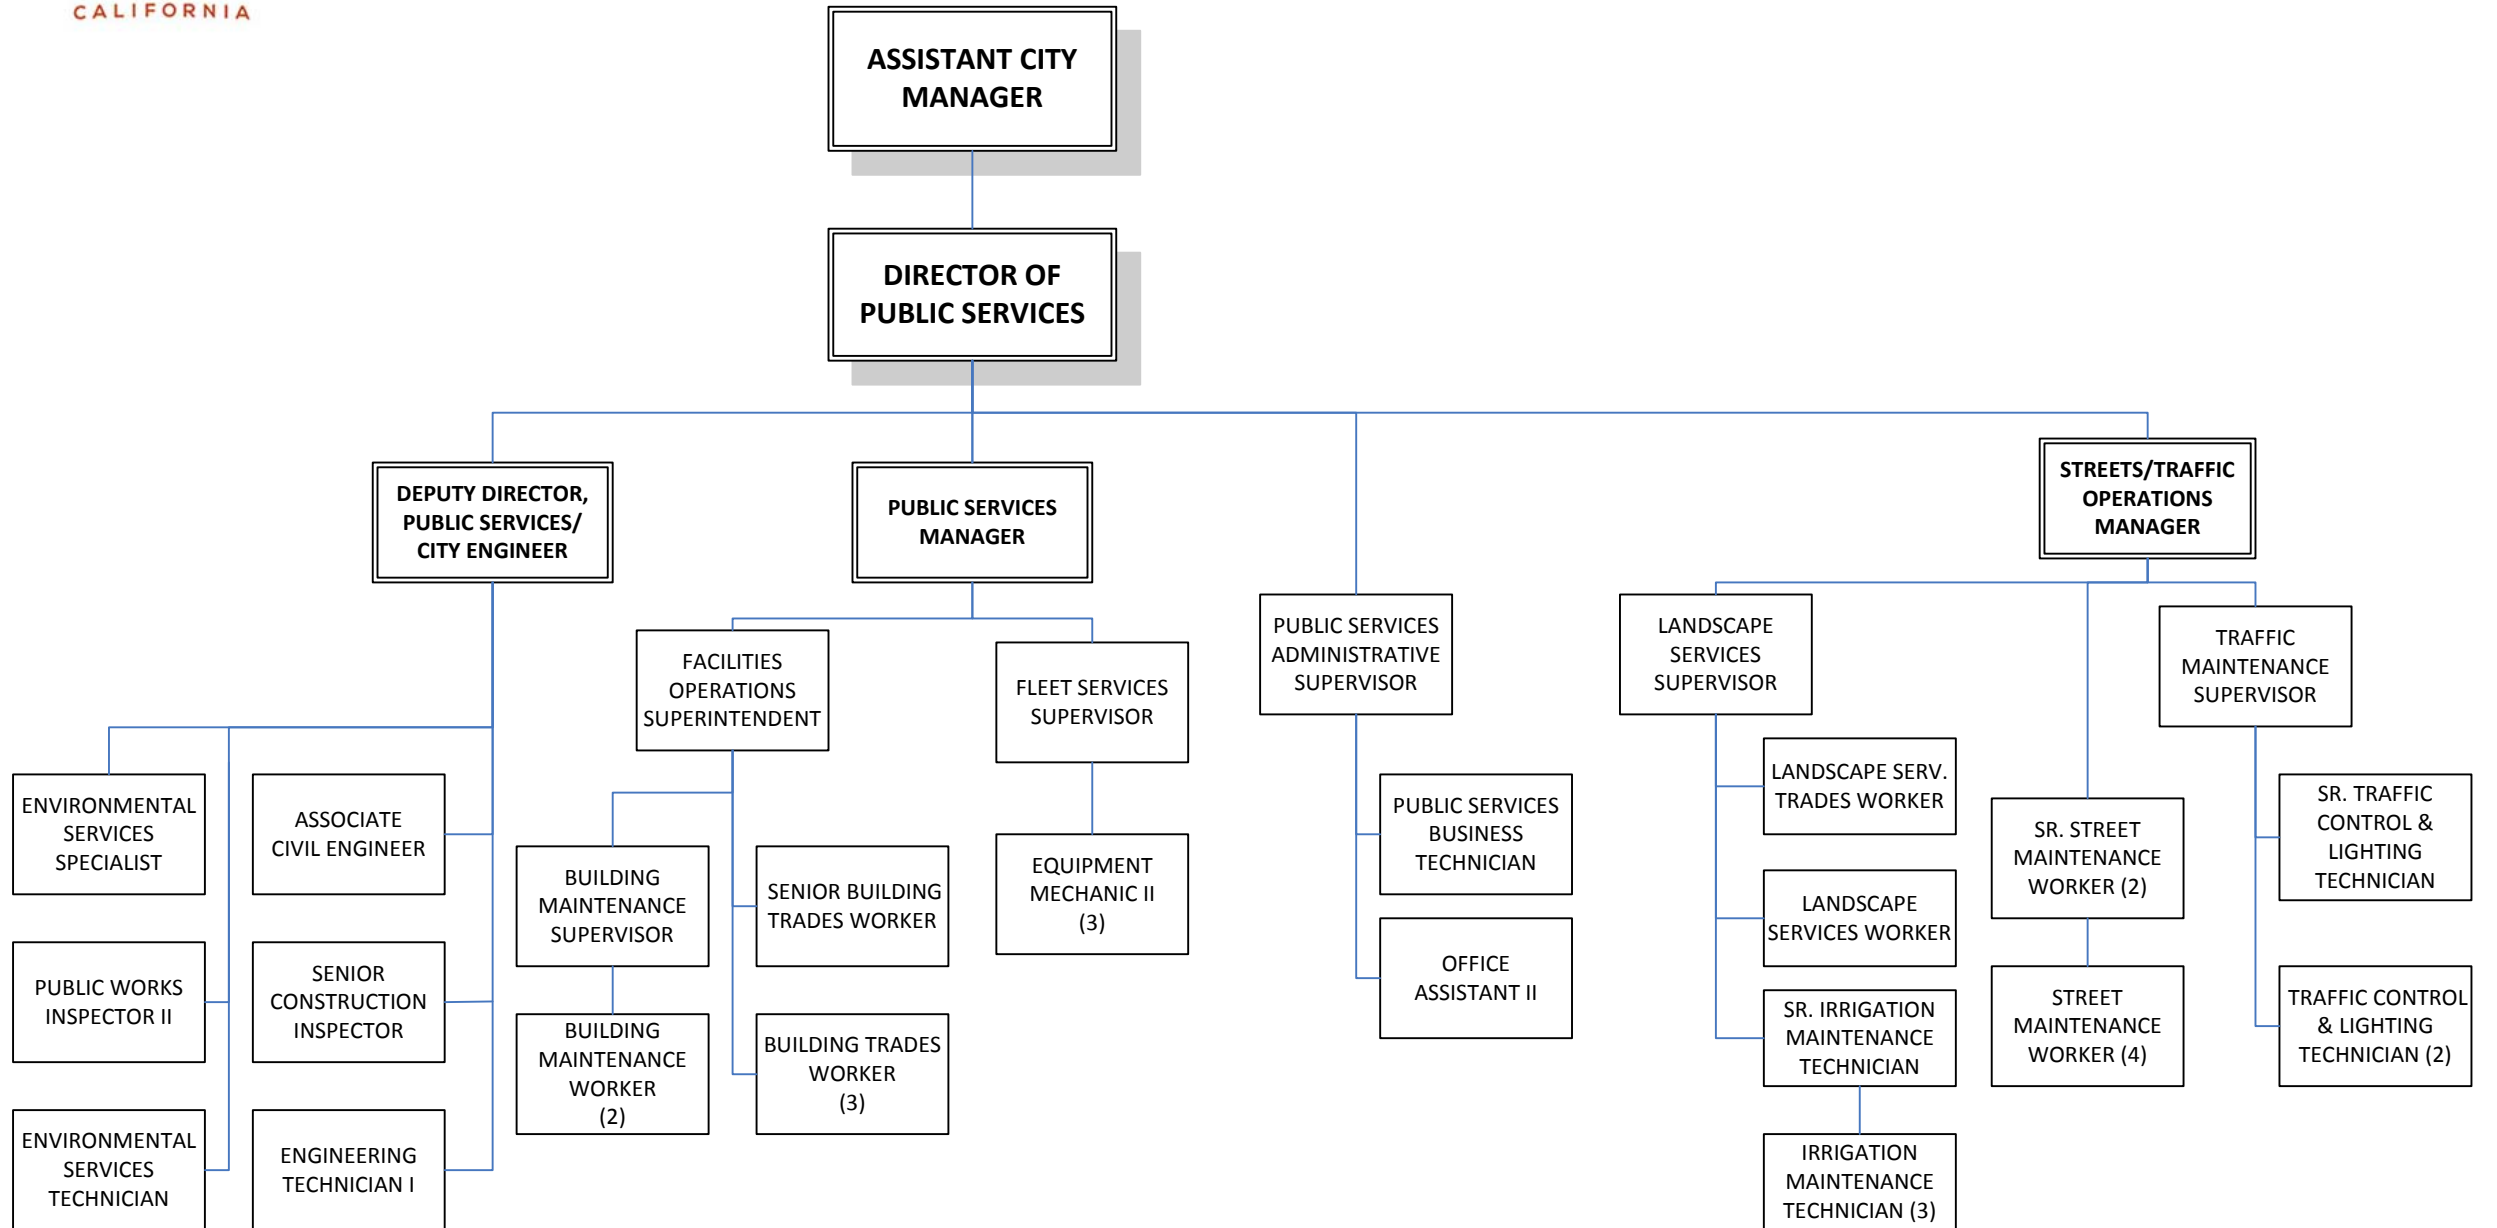 CALIFORNIA
ASSISTANT CITY
MANAGER
DIRECTOR OF
PUBLIC SERVICES
DEPUTY DIRECTOR,
PUBLIC SERVICES/
CITY ENGINEER
PUBLIC SERVICES
MANAGER
STREETS/TRAFFIC
OPERATIONS
MANAGER
FACILITIES
OPERATIONS
SUPERINTENDENT
FLEET SERVICES
SUPERVISOR
PUBLIC SERVICES
ADMINISTRATIVE
SUPERVISOR
LANDSCAPE
SERVICES
SUPERVISOR
TRAFFIC
MAINTENANCE
SUPERVISOR
ENVIRONMENTAL
SERVICES
SPECIALIST
ASSOCIATE
CIVIL ENGINEER
PUBLIC WORKS
INSPECTOR II
SENIOR
CONSTRUCTION
INSPECTOR
ENVIRONMENTAL
SERVICES
TECHNICIAN
ENGINEERING
TECHNICIAN I
BUILDING
MAINTENANCE
SUPERVISOR
SENIOR BUILDING
TRADES WORKER
BUILDING
MAINTENANCE
WORKER
(2)
BUILDING TRADES
WORKER
(3)
EQUIPMENT
MECHANIC II
(3)
PUBLIC SERVICES
BUSINESS
TECHNICIAN
OFFICE
ASSISTANT II
LANDSCAPE SERV.
TRADES WORKER
LANDSCAPE
SERVICES WORKER
SR. IRRIGATION
MAINTENANCE
TECHNICIAN
IRRIGATION
MAINTENANCE
TECHNICIAN (3)
SR. STREET
MAINTENANCE
WORKER (2)
STREET
MAINTENANCE
WORKER (4)
SR. TRAFFIC
CONTROL &
LIGHTING
TECHNICIAN
TRAFFIC CONTROL
& LIGHTING
TECHNICIAN (2)